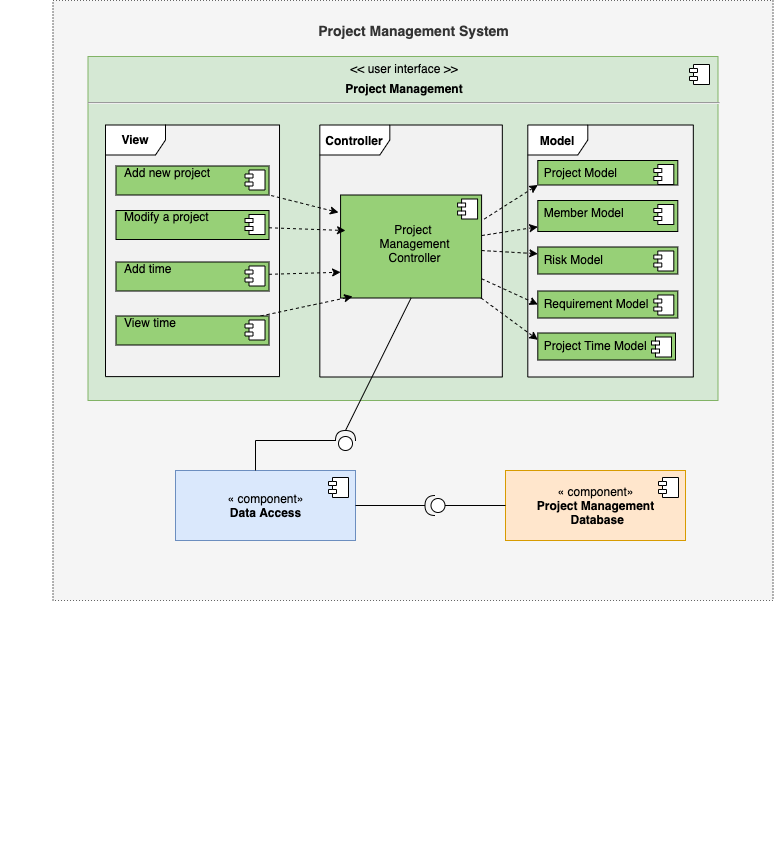 Project Management System
<< user interface >>
Project Management
View
Add new project
Modify a project
Add time
View time
Controller
Project
Management
Controller
Model
Project Model
Member Model
Risk Model
Requirement Model
Project Time Model
« component»
Data Access
« component»
Project Management
Database